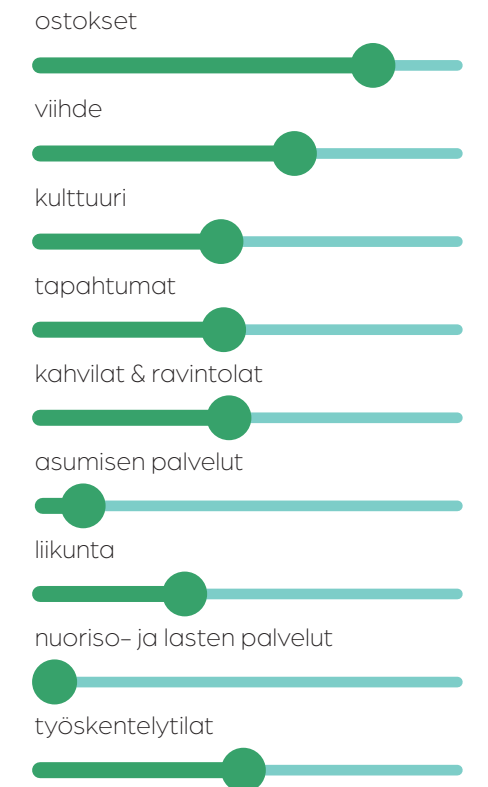 ostokset
viihde
kulttuuri
tapahtumat
kahvilat & ravintolat
asumisen palvelut
liikunta
nuoriso- ja lasten palvelut
työskentelytilat